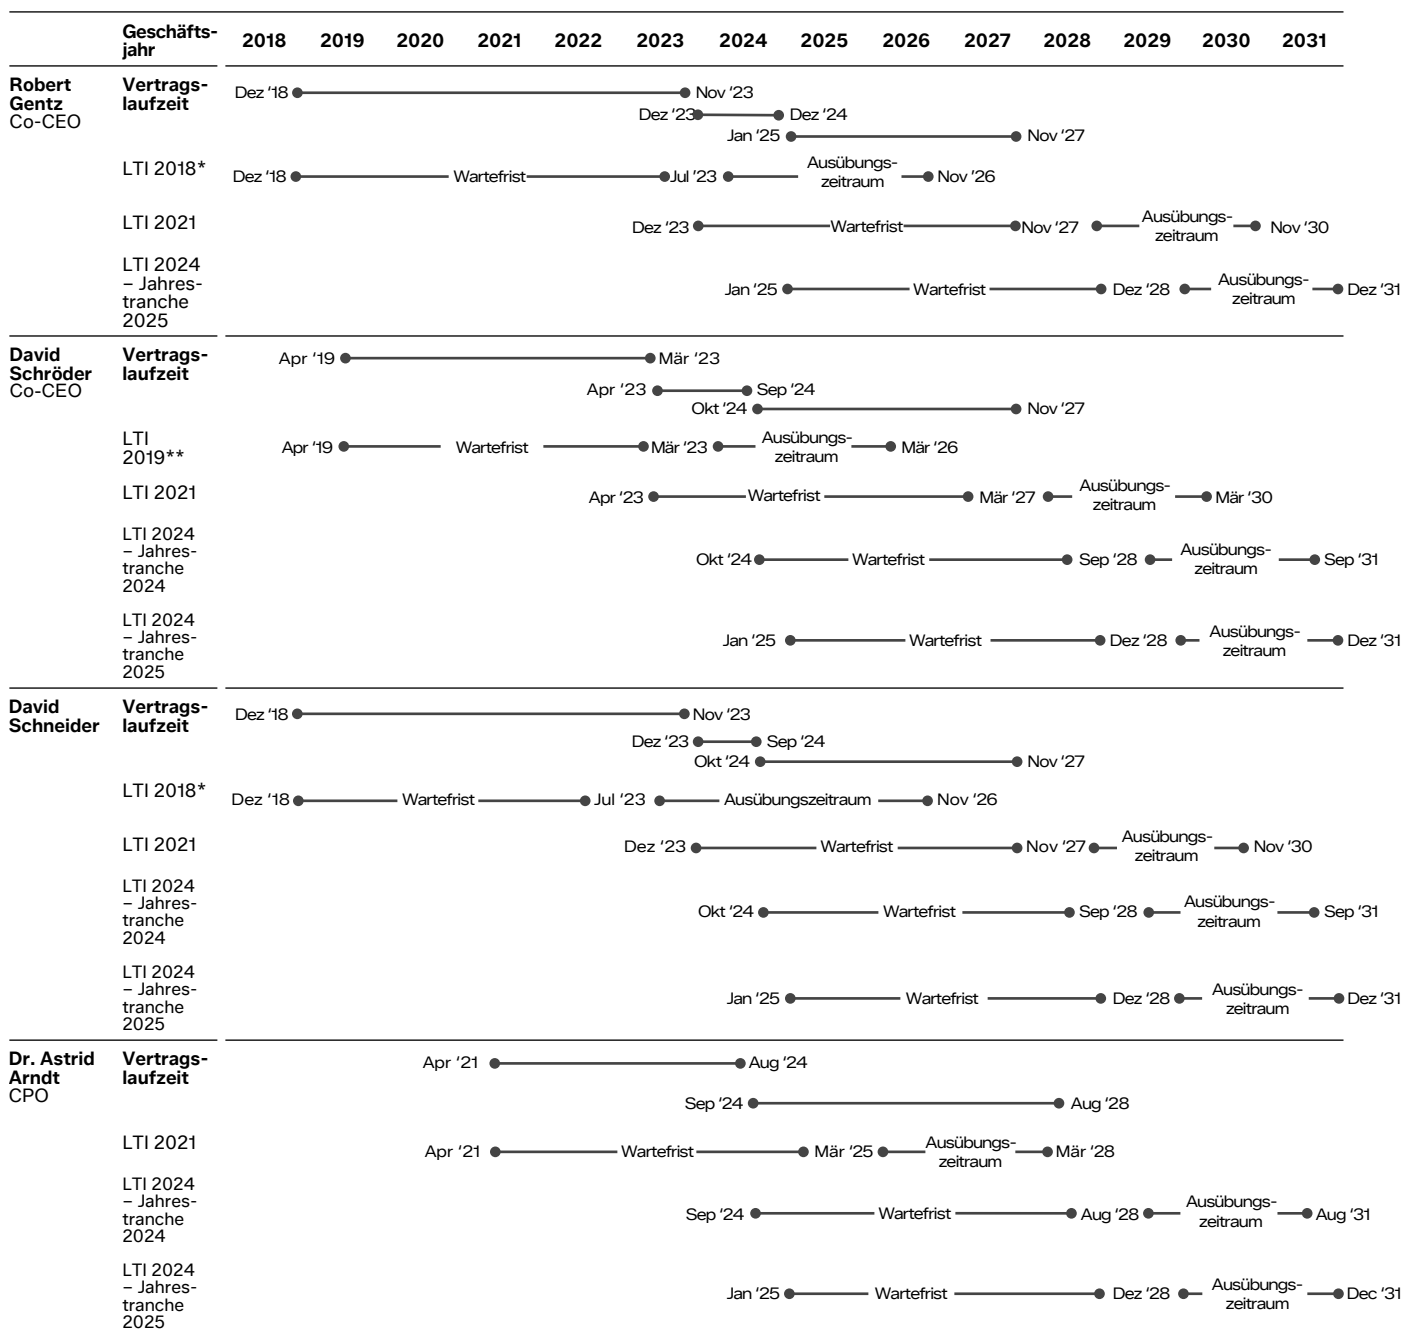 Geschäfts-
jahr
2018 2019 2020 2021 2022 2023 2024 2025 2026 2027 2028 2029 2030 2031
Robert
Gentz
Co-CEO
Vertrags-
laufzeit
Dez ‘18 Nov ‘23
Dez ‘23 Dez ‘24
Jan ‘25 Nov ‘27
LTI 2018*
Dez ‘18 Wartefrist Jul ‘23 Ausübungs-
zeitraum Nov ‘26
LTI 2021
Dez ‘23 Wartefrist Nov ‘27 Ausübungs-
zeitraum Nov ‘30
LTI 2024
– Jahres-
tranche
2025
Jan ‘25 Wartefrist Dez ‘28 Ausübungs-
zeitraum Dez ‘31
David
Schröder
Co-CEO
Vertrags-
laufzeit
Apr ‘19 Mär ‘23
Apr ‘23 Sep ‘24
Okt ‘24 Nov ‘27
LTI
2019**
Apr ‘19 Wartefrist Mär ‘23 Ausübungs-
zeitraum Mär ‘26
LTI 2021
Apr ‘23 Wartefrist Mär ‘27 Ausübungs-
zeitraum Mär ‘30
LTI 2024
– Jahres-
tranche
2024
Okt ‘24 Wartefrist Sep ‘28 Ausübungs-
zeitraum Sep ‘31
LTI 2024
– Jahres-
tranche
2025
Jan ‘25 Wartefrist Dez ‘28 Ausübungs-
zeitraum Dez ‘31
David
Schneider
Vertrags-
laufzeit
Dez ‘18 Nov ‘23
Dez ‘23 Sep ‘24
Okt ‘24 Nov ‘27
LTI 2018*
Dez ‘18 Wartefrist Jul ‘23 Ausübungszeitraum Nov ‘26
LTI 2021
Dez ‘23 Wartefrist Nov ‘27 Ausübungs-
zeitraum Nov ‘30
LTI 2024
– Jahres-
tranche
2024
Okt ‘24 Wartefrist Sep ‘28 Ausübungs-
zeitraum Sep ‘31
LTI 2024
– Jahres-
tranche
2025
Jan ‘25 Wartefrist Dez ‘28 Ausübungs-
zeitraum Dez ‘31
Dr. Astrid
Arndt
CPO
Vertrags-
laufzeit
Apr ‘21 Aug ‘24
Sep ‘24 Aug ‘28
LTI 2021
Apr ‘21 Wartefrist Mär ‘25 Ausübungs-
zeitraum Mär ‘28
LTI 2024
– Jahres-
tranche
2024
Sep ‘24 Wartefrist Aug ‘28 Ausübungs-
zeitraum Aug ‘31
LTI 2024
– Jahres-
tranche
2025
Jan ‘25 Wartefrist Dez ‘28 Ausübungs-
zeitraum Dec ‘31